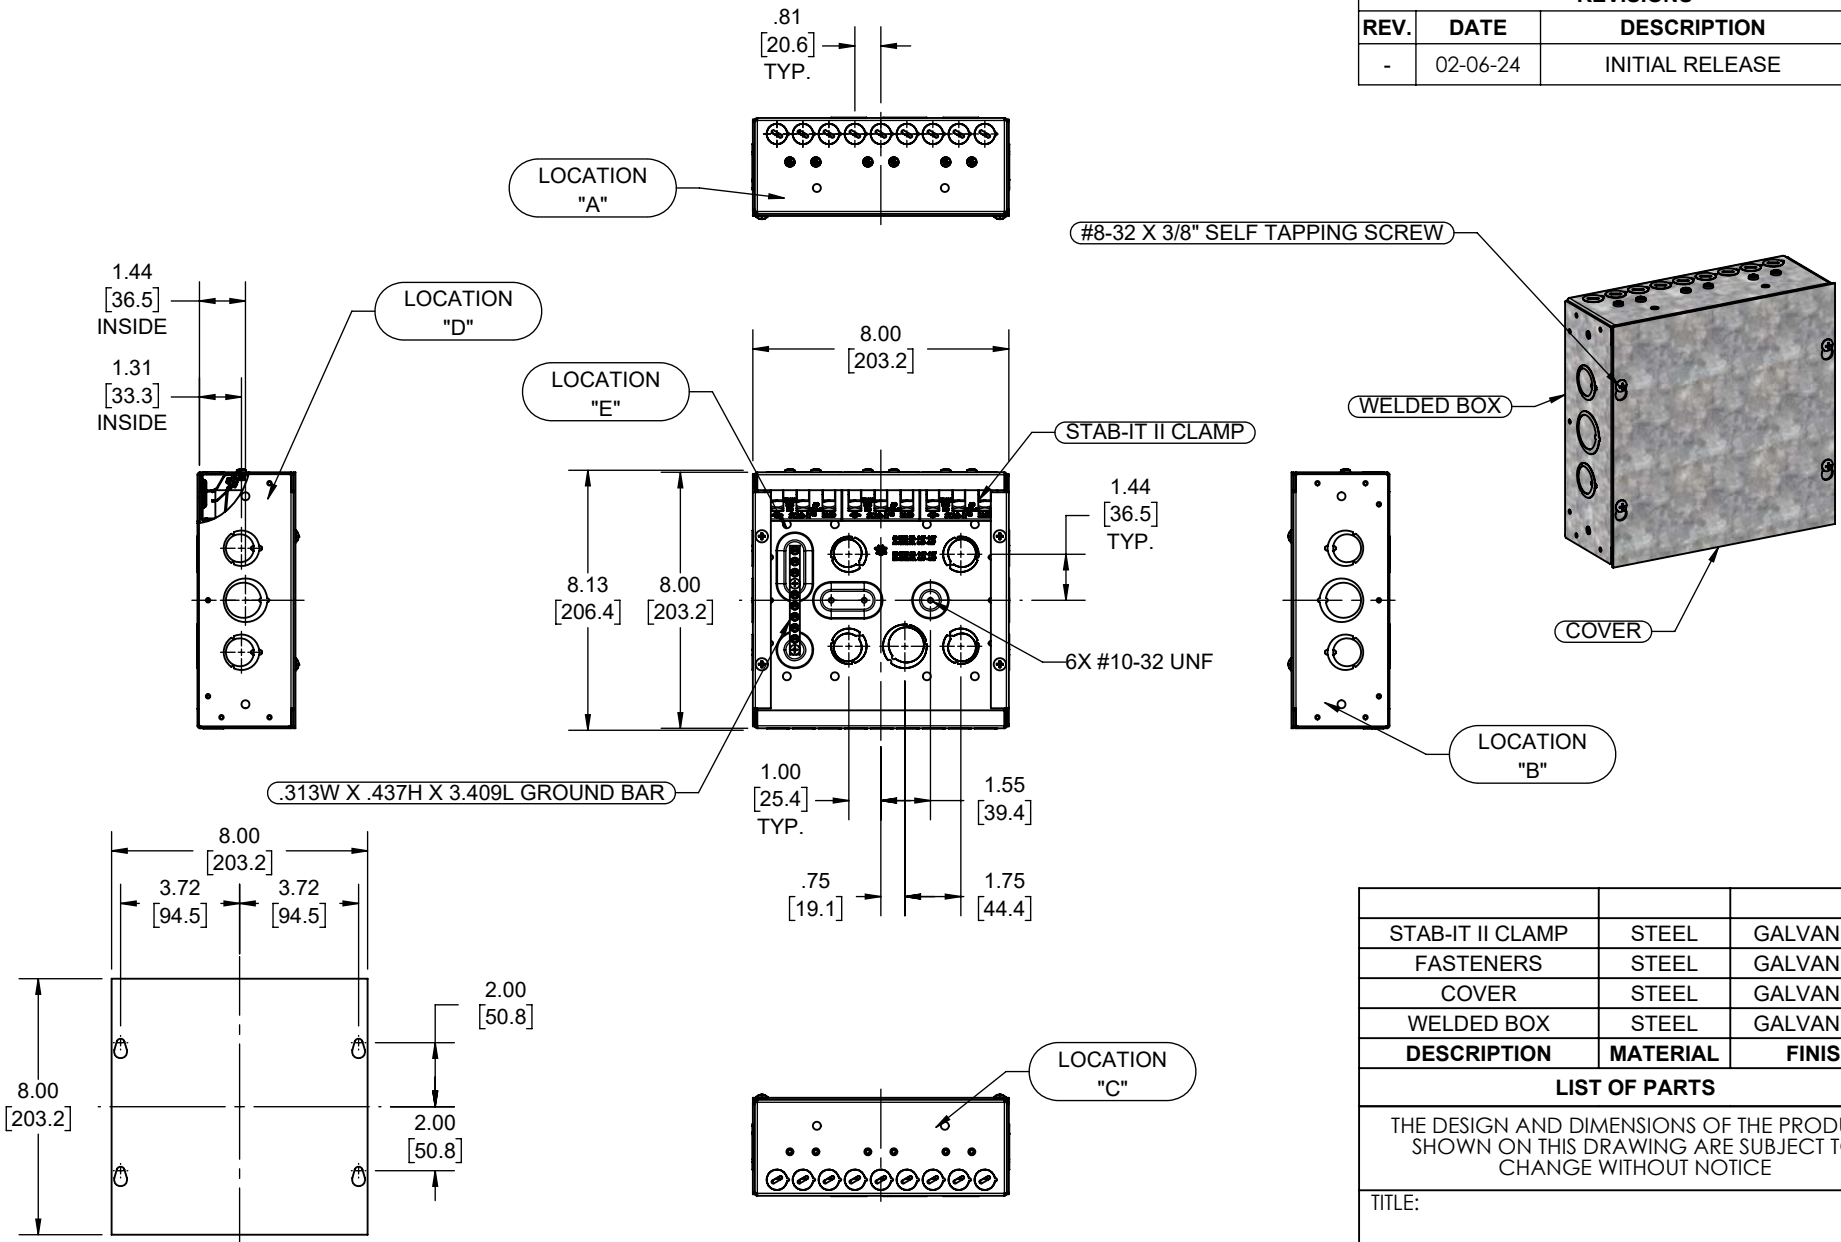 REVISIONS
REV. DATE DESCRIPTION
- 02-06-24 INITIAL RELEASE
.81
[20.6]
TYP.
LOCATION
"A"
#8-32 X 3/8" SELF TAPPING SCREW
1.44
[36.5]
INSIDE
LOCATION
"D"
1.31
[33.3]
INSIDE
8.00
[203.2]
LOCATION
"E"
WELDED BOX
STAB-IT II CLAMP
1.44
[36.5]
TYP.
8.13
[206.4]
8.00
[203.2]
COVER
6X #10-32 UNF
LOCATION
"B"
.313W X .437H X 3.409L GROUND BAR
1.00
[25.4]
TYP.
1.55
[39.4]
.75
[19.1]
1.75
[44.4]
8.00
[203.2]
3.72
[94.5]
3.72
[94.5]
2.00
[50.8]
8.00
[203.2]
2.00
[50.8]
LOCATION
"C"
STAB-IT II CLAMP STEEL GALVAN
FASTENERS STEEL GALVAN
COVER STEEL GALVAN
WELDED BOX STEEL GALVAN
DESCRIPTION MATERIAL FINIS
LIST OF PARTS
THE DESIGN AND DIMENSIONS OF THE PRODU
SHOWN ON THIS DRAWING ARE SUBJECT TO
CHANGE WITHOUT NOTICE
TITLE: